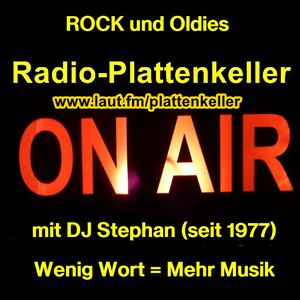 ROCK und Oldies
Radio-Plattenkeller
www.laut.fm/plattenkeller
ON AIR
mit DJ Stephan (seit 1977)
Wenig Wort = Mehr Musik